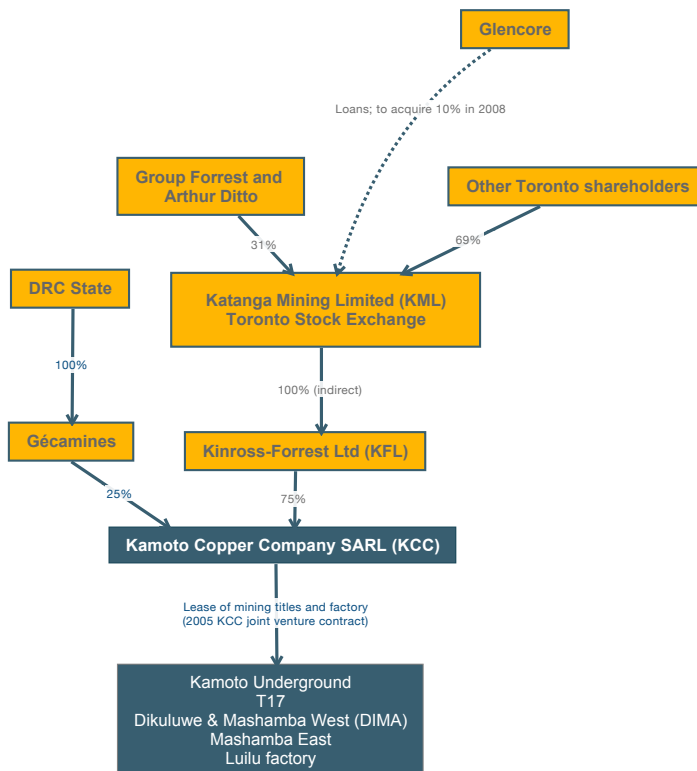 Glencore
Loans; to acquire 10% in 2008
Group Forrest and
Arthur Ditto
Other Toronto shareholders
31%
69%
DRC State
Katanga Mining Limited (KML)
Toronto Stock Exchange
100%
100% (indirect)
Gécamines
Kinross-Forrest Ltd (KFL)
25%
75%
Kamoto Copper Company SARL (KCC)
Lease of mining titles and factory
(2005 KCC joint venture contract)
Kamoto Underground
T17
Dikuluwe & Mashamba West (DIMA)
Mashamba East
Luilu factory